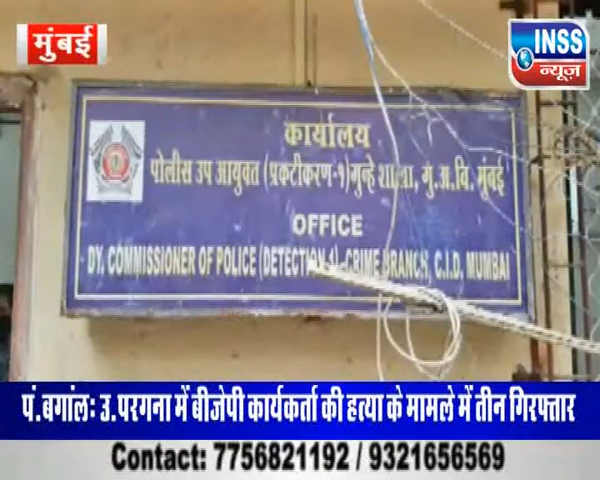 मुंबई
INSS
न्यूज़
कार्यालय
पोलीस उप आयुक्त (प्रकटीकरण-१) गुन्हे शाखा, गु.अ.वि. मुंबई
OFFICE
DY. COMMISSIONER OF POLICE (DETECTION-1)-CRIME BRANCH, C.I.D. MUMBAI
पं.बगांलः उ.परगना में बीजेपी कार्यकर्ता की हत्या के मामले में तीन गिरफ्तार
Contact: 7756821192 / 9321656569